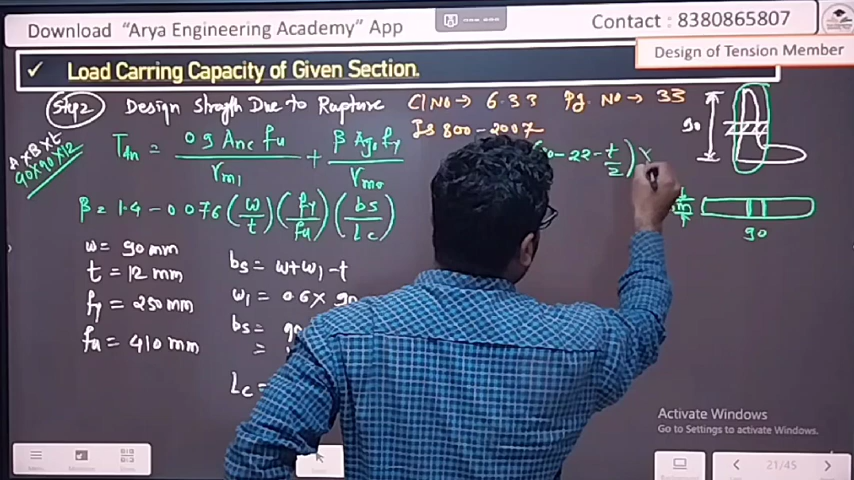 Download "Arya Engineering Academy" App
Contact : 8380865807
Design of Tension Member
✓ Load Carring Capacity of Given Section.
Step 2 Design Strength Due to Rupture Cl No → 6.3.3 Pg. No → 33
IS 800-2007
A×B×t
90×90×12
Tdn = 0.9 Anc fu / γm1 + β Ago fy / γm0
-22-t/2) ×
90
β = 1.4 - 0.076 (w/t) (fy/fu) (bs/Lc)
90
w = 90 mm
t = 12 mm
fy = 250 mm
fu = 410 mm
bs = w+w1-t
w1 = 0.6 × 90
bs = 90
=
Lc =
Activate Windows
Go to Settings to activate Windows.
21/45